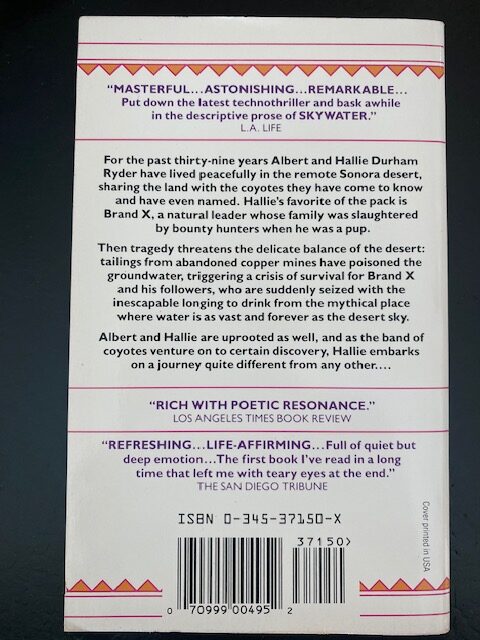 “MASTERFUL...ASTONISHING...REMARKABLE...
Put down the latest technothriller and bask awhile
in the descriptive prose of SKYWATER.”
L.A. LIFE
For the past thirty-nine years Albert and Hallie Durham
Ryder have lived peacefully in the remote Sonora desert,
sharing the land with the coyotes they have come to know
and have even named. Hallie's favorite of the pack is
Brand X, a natural leader whose family was slaughtered
by bounty hunters when he was a pup.
Then tragedy threatens the delicate balance of the desert:
tailings from abandoned copper mines have poisoned the
groundwater, triggering a crisis of survival for Brand X
and his followers, who are suddenly seized with the
inescapable longing to drink from the mythical place
where water is as vast and forever as the desert sky.
Albert and Hallie are uprooted as well, and as the band of
coyotes venture on to certain discovery, Hallie embarks
on a journey quite different from any other....
“RICH WITH POETIC RESONANCE.”
LOS ANGELES TIMES BOOK REVIEW
“REFRESHING...LIFE-AFFIRMING...Full of quiet but
deep emotion...The first book I've read in a long
time that left me with teary eyes at the end.”
THE SAN DIEGO TRIBUNE
ISBN 0-345-37150-X
37150>
0 70999 00495 2
Cover printed in USA